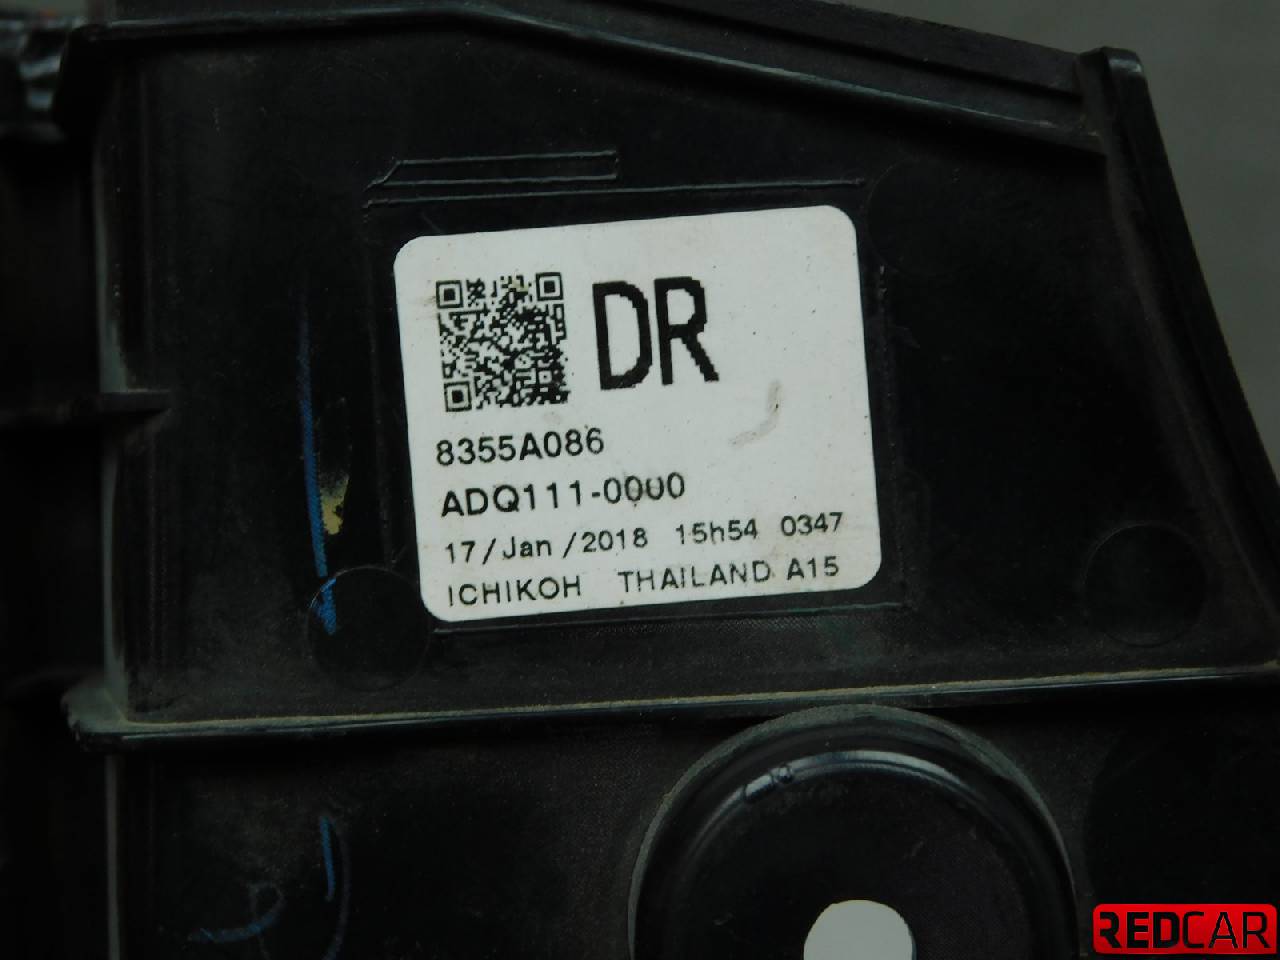 DR
8355A086
ADQ111-0000
17/Jan/2018 15h54 0347
ICHIKOH THAILAND A15
REDCAR